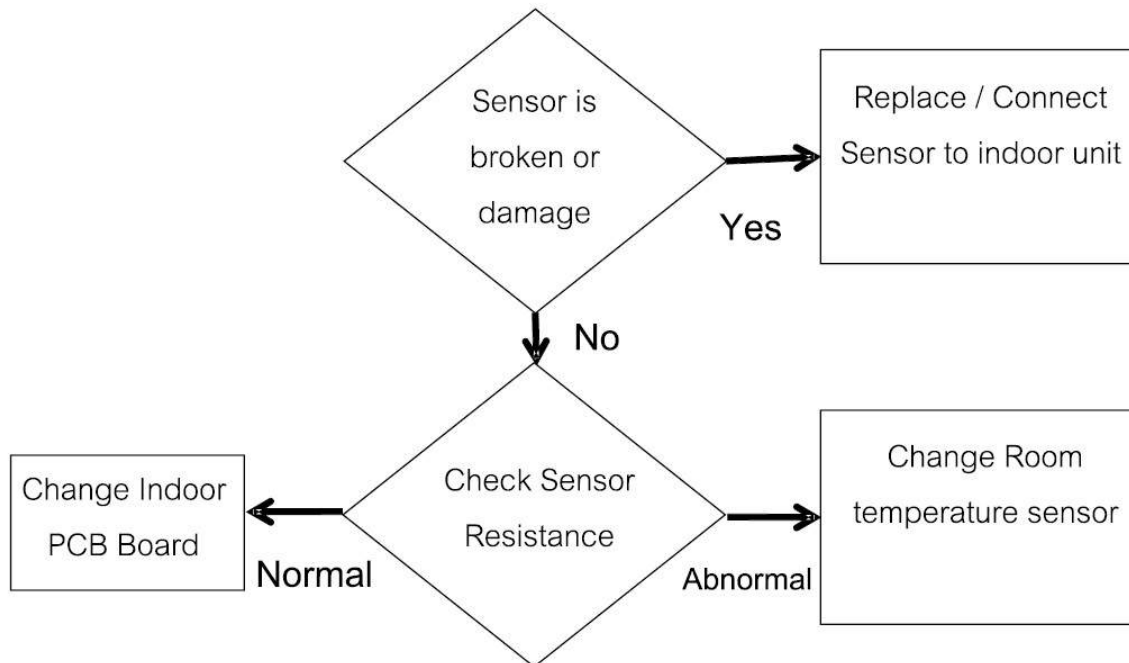 Sensor is
broken or
damage
Yes
Replace / Connect
Sensor to indoor unit
No
Check Sensor
Resistance
Normal
Change Indoor
PCB Board
Abnormal
Change Room
temperature sensor